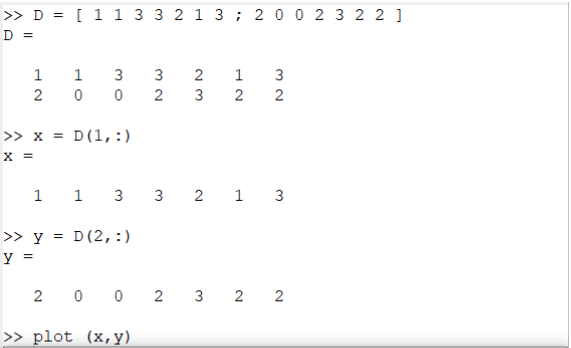 >> D = [ 1 1 3 3 2 1 3 ; 2 0 0 2 3 2 2 ]
D =
1 1 3 3 2 1 3
2 0 0 2 3 2 2
>> x = D(1,:)
x =
1 1 3 3 2 1 3
>> y = D(2,:)
y =
2 0 0 2 3 2 2
>> plot (x,y)